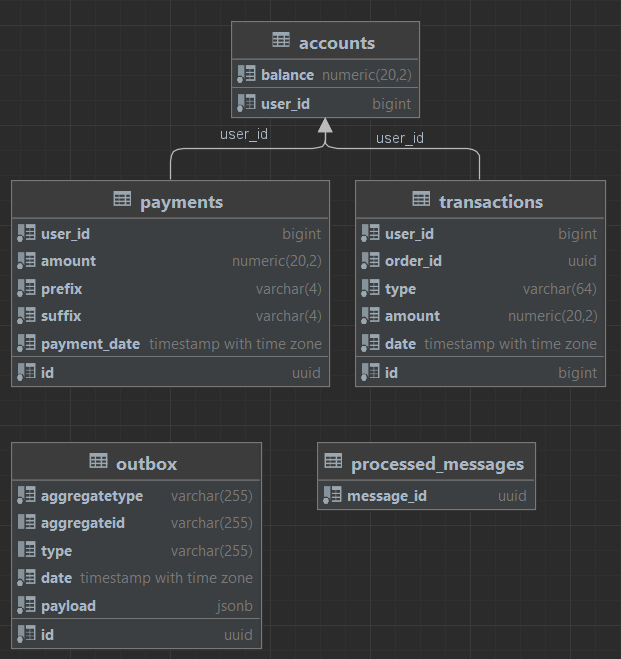 accounts
balance numeric(20,2)
user_id bigint
user_id
user_id
payments
user_id bigint
amount numeric(20,2)
prefix varchar(4)
suffix varchar(4)
payment_date timestamp with time zone
id uuid
transactions
user_id bigint
order_id uuid
type varchar(64)
amount numeric(20,2)
date timestamp with time zone
id bigint
outbox
aggregatetype varchar(255)
aggregateid varchar(255)
type varchar(255)
date timestamp with time zone
payload jsonb
id uuid
processed_messages
message_id uuid